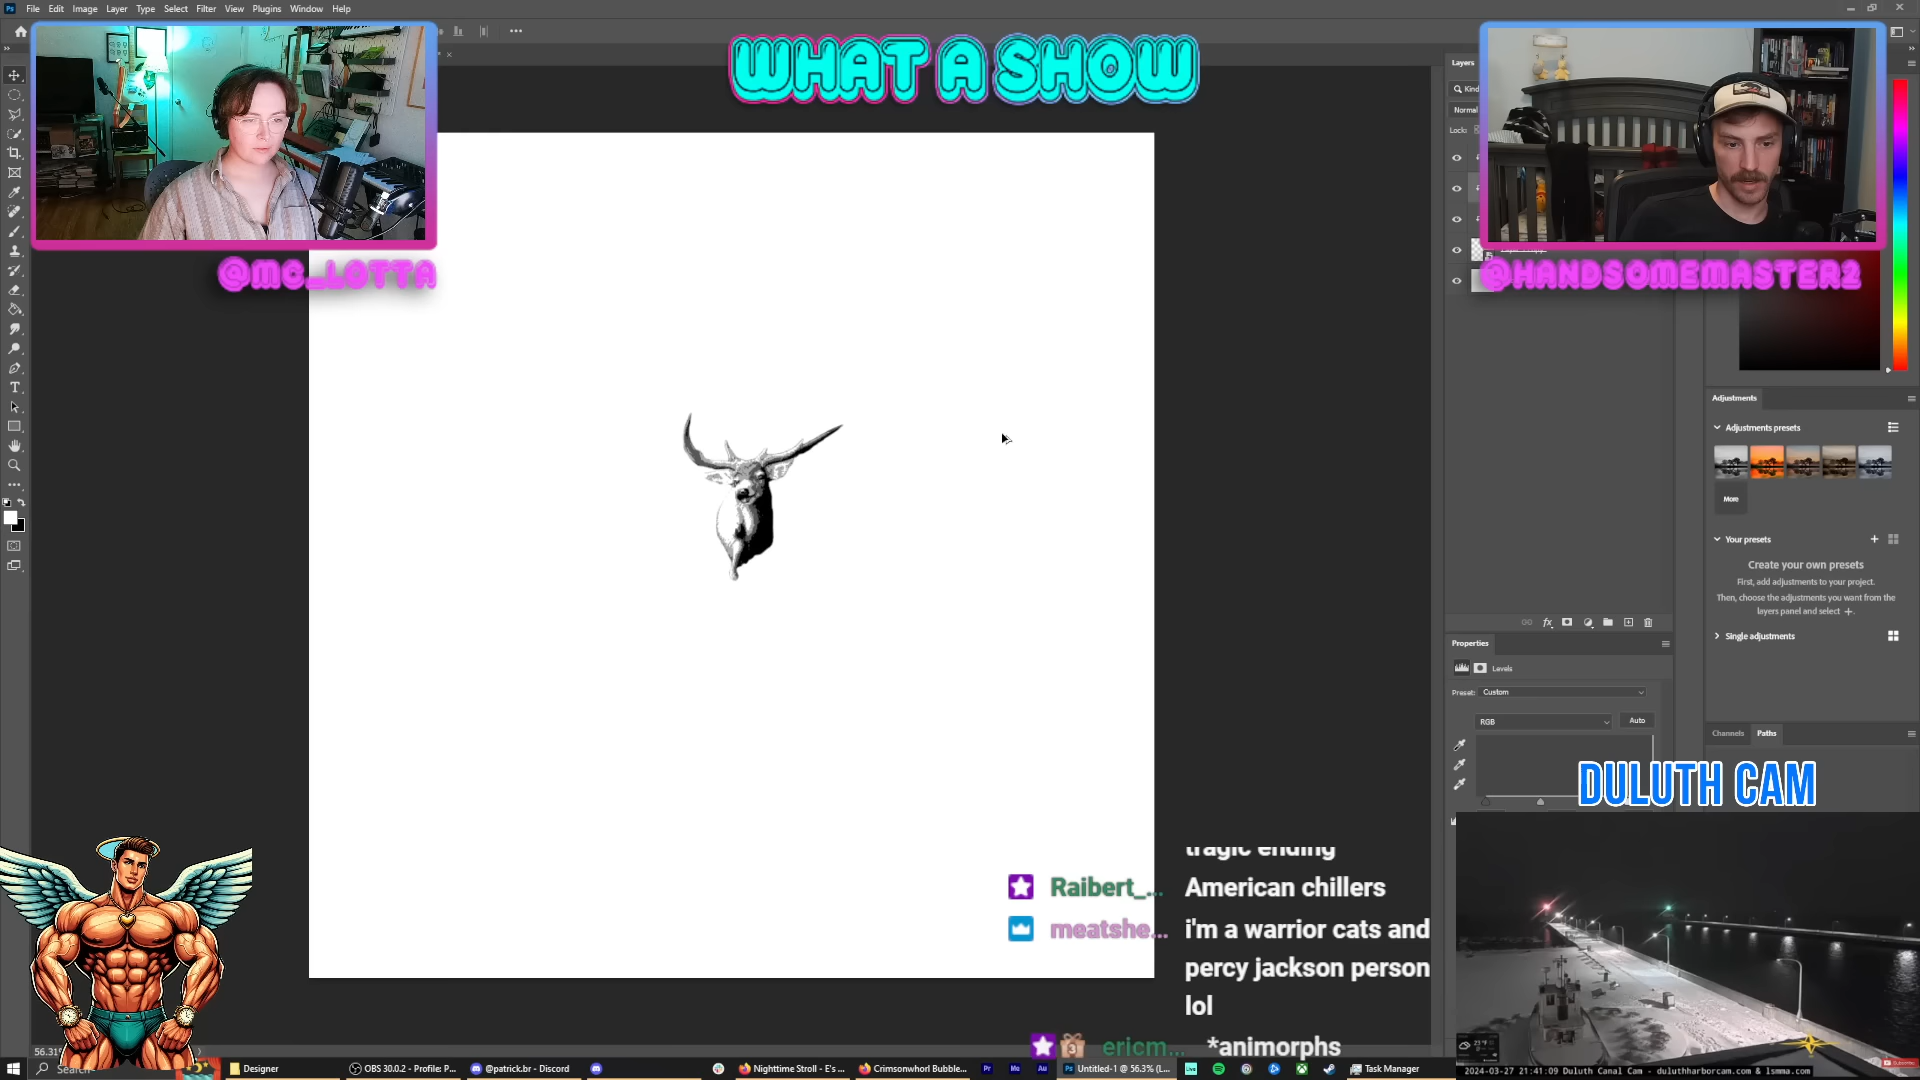 File Edit Image Layer Type Select Filter View Plugins Window Help
WHAT A SHOW
@MC_LOTTA
@HANDSOMEMASTER2
Layers
Kind
Normal
Lock:
Adjustments
Adjustments presets
More
Your presets
Create your own presets
First, add adjustments to your project.
Then, choose the adjustments you want from the
layers panel and select +.
Single adjustments
Properties
Levels
Preset: Custom
RGB
Auto
Channels Paths
DULUTH CAM
tragic ending
Raibert_... American chillers
meatshe... i'm a warrior cats and
percy jackson person
lol
ericm... *animorphs
56.31%
Search
Designer
OBS 30.0.2 - Profile: P...
@patrick.br - Discord
Nighttime Stroll - E's ...
Crimsonwhorl Bubble...
Untitled-1 @ 56.3% (L...
Task Manager
2024-03-27 21:41:09 Duluth Canal Cam - duluthharborcam.com & lsmma.com